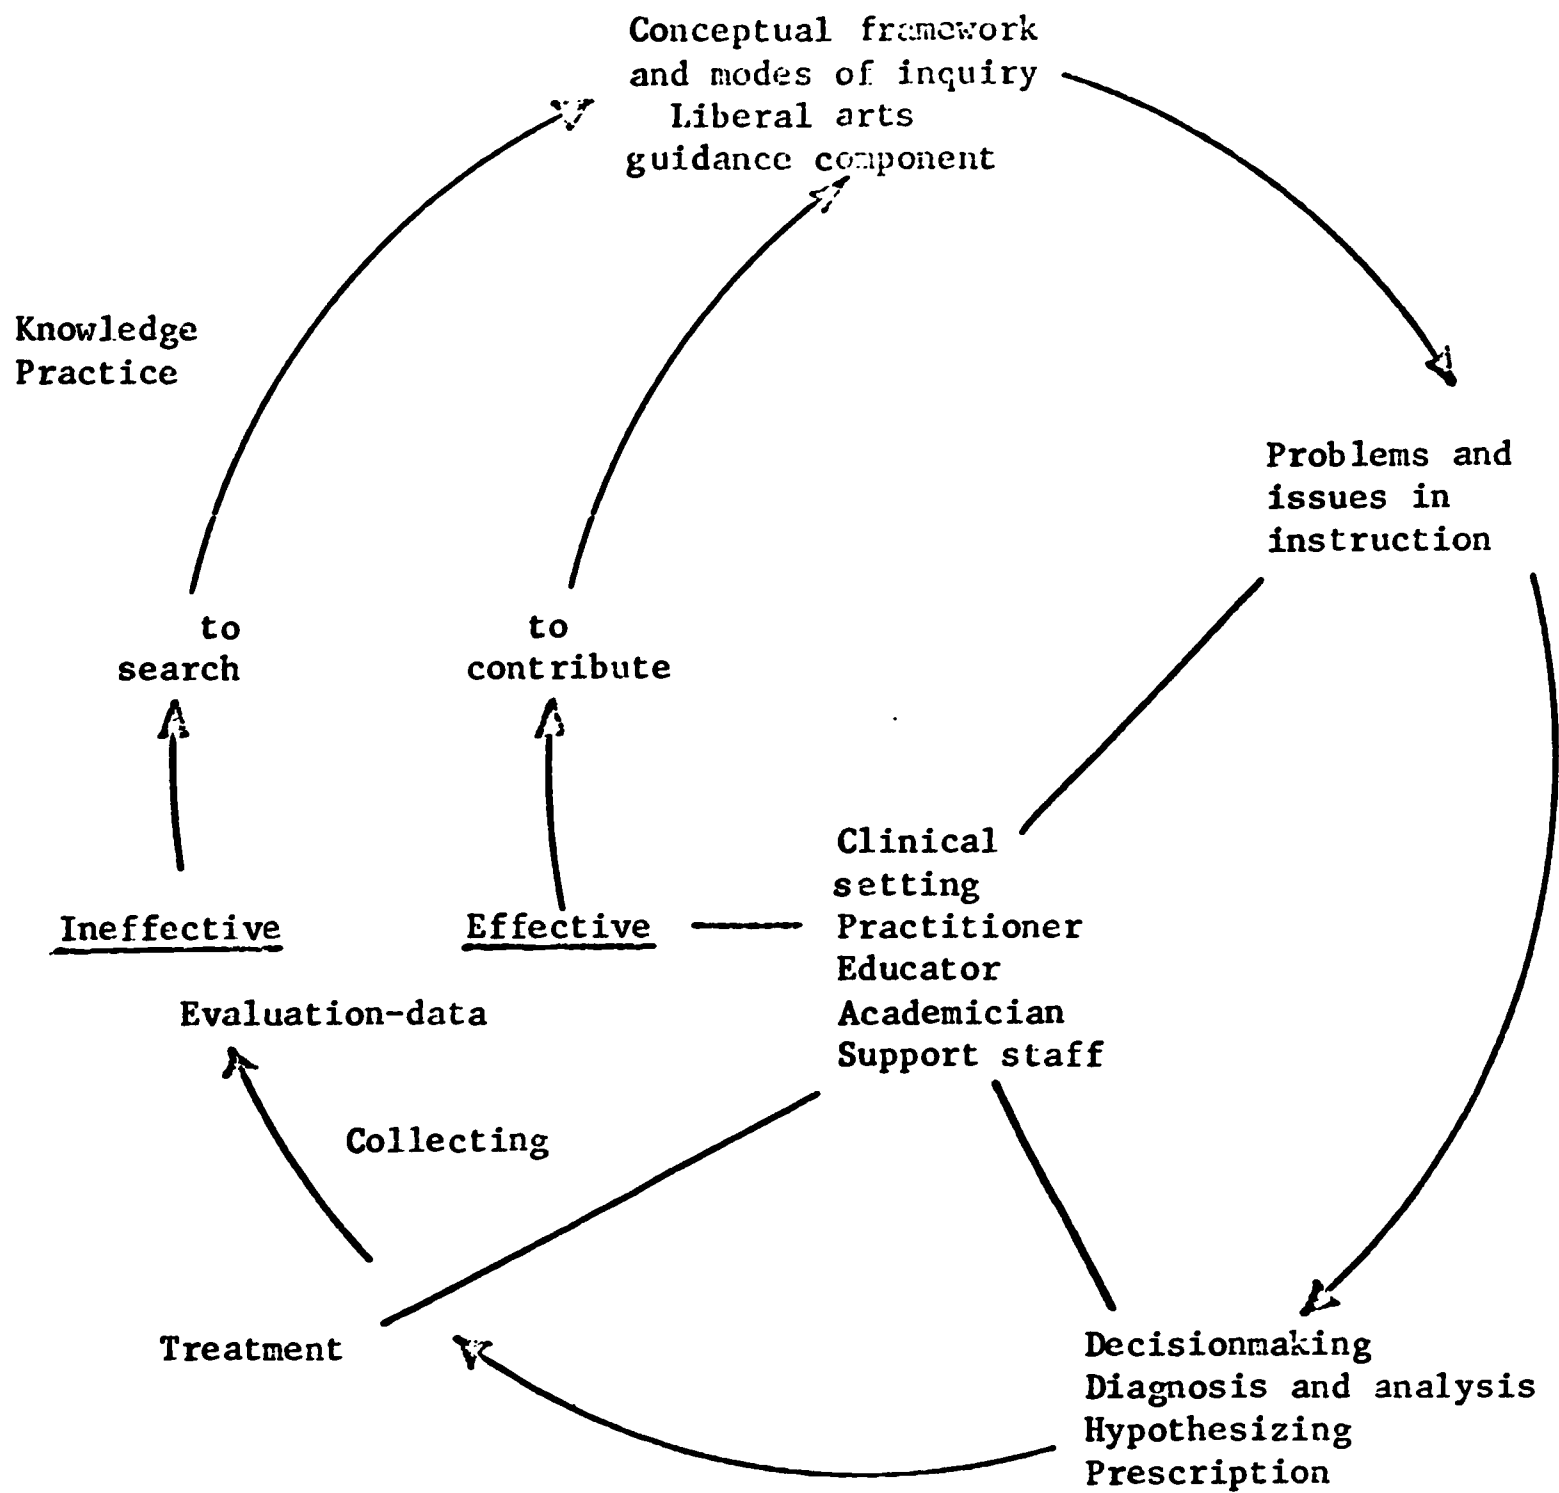 Conceptual framework
and modes of inquiry
Liberal arts
guidance component
Knowledge
Practice
Problems and
issues in
instruction
to
search
to
contribute
Clinical
setting
Practitioner
Educator
Academician
Support staff
Ineffective
Effective
Evaluation-data
Collecting
Treatment
Decisionmaking
Diagnosis and analysis
Hypothesizing
Prescription